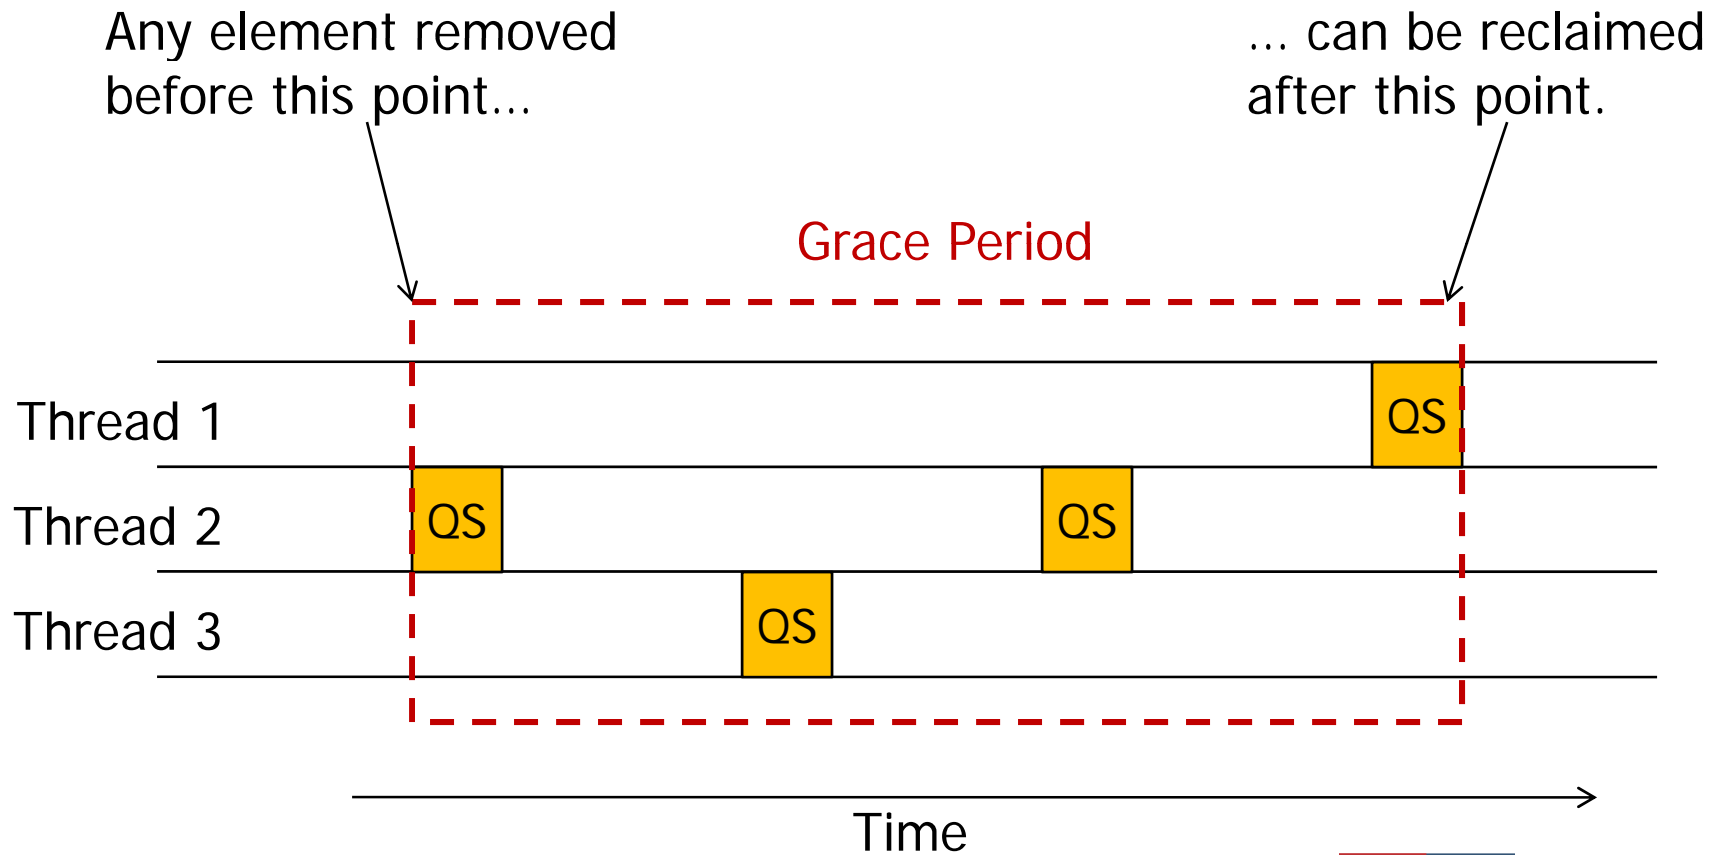 Any element removed
before this point...
... can be reclaimed
after this point.
Grace Period
Thread 1
QS
Thread 2
QS
QS
Thread 3
QS
Time